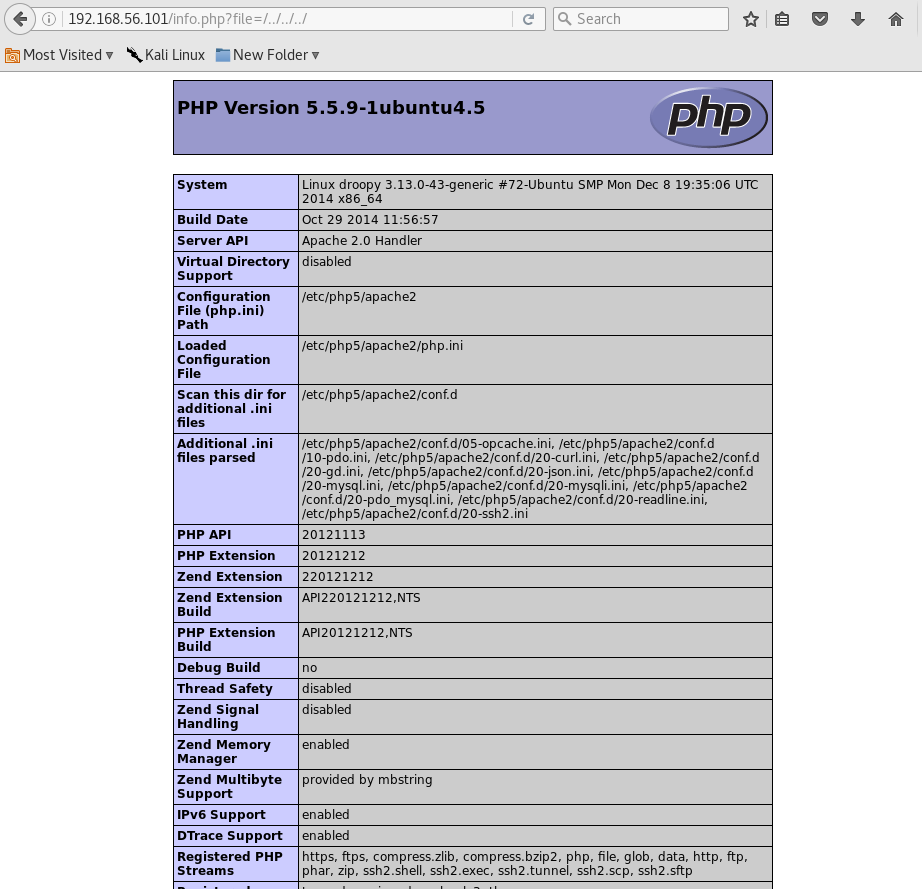 192.168.56.101/info.php?file=/../../../
Search
Most Visited
Kali Linux
New Folder
PHP Version 5.5.9-1ubuntu4.5
php
System
Linux droopy 3.13.0-43-generic #72-Ubuntu SMP Mon Dec 8 19:35:06 UTC
2014 x86_64
Build Date
Oct 29 2014 11:56:57
Server API
Apache 2.0 Handler
Virtual Directory
Support
disabled
Configuration
File (php.ini)
Path
/etc/php5/apache2
Loaded
Configuration
File
/etc/php5/apache2/php.ini
Scan this dir for
additional .ini
files
/etc/php5/apache2/conf.d
Additional .ini
files parsed
/etc/php5/apache2/conf.d/05-opcache.ini, /etc/php5/apache2/conf.d
/10-pdo.ini, /etc/php5/apache2/conf.d/20-curl.ini, /etc/php5/apache2/conf.d
/20-gd.ini, /etc/php5/apache2/conf.d/20-json.ini, /etc/php5/apache2/conf.d
/20-mysql.ini, /etc/php5/apache2/conf.d/20-mysqli.ini, /etc/php5/apache2
/conf.d/20-pdo_mysql.ini, /etc/php5/apache2/conf.d/20-readline.ini,
/etc/php5/apache2/conf.d/20-ssh2.ini
PHP API
20121113
PHP Extension
20121212
Zend Extension
220121212
Zend Extension
Build
API220121212,NTS
PHP Extension
Build
API20121212,NTS
Debug Build
no
Thread Safety
disabled
Zend Signal
Handling
disabled
Zend Memory
Manager
enabled
Zend Multibyte
Support
provided by mbstring
IPv6 Support
enabled
DTrace Support
enabled
Registered PHP
Streams
https, ftps, compress.zlib, compress.bzip2, php, file, glob, data, http, ftp,
phar, zip, ssh2.shell, ssh2.exec, ssh2.tunnel, ssh2.scp, ssh2.sftp